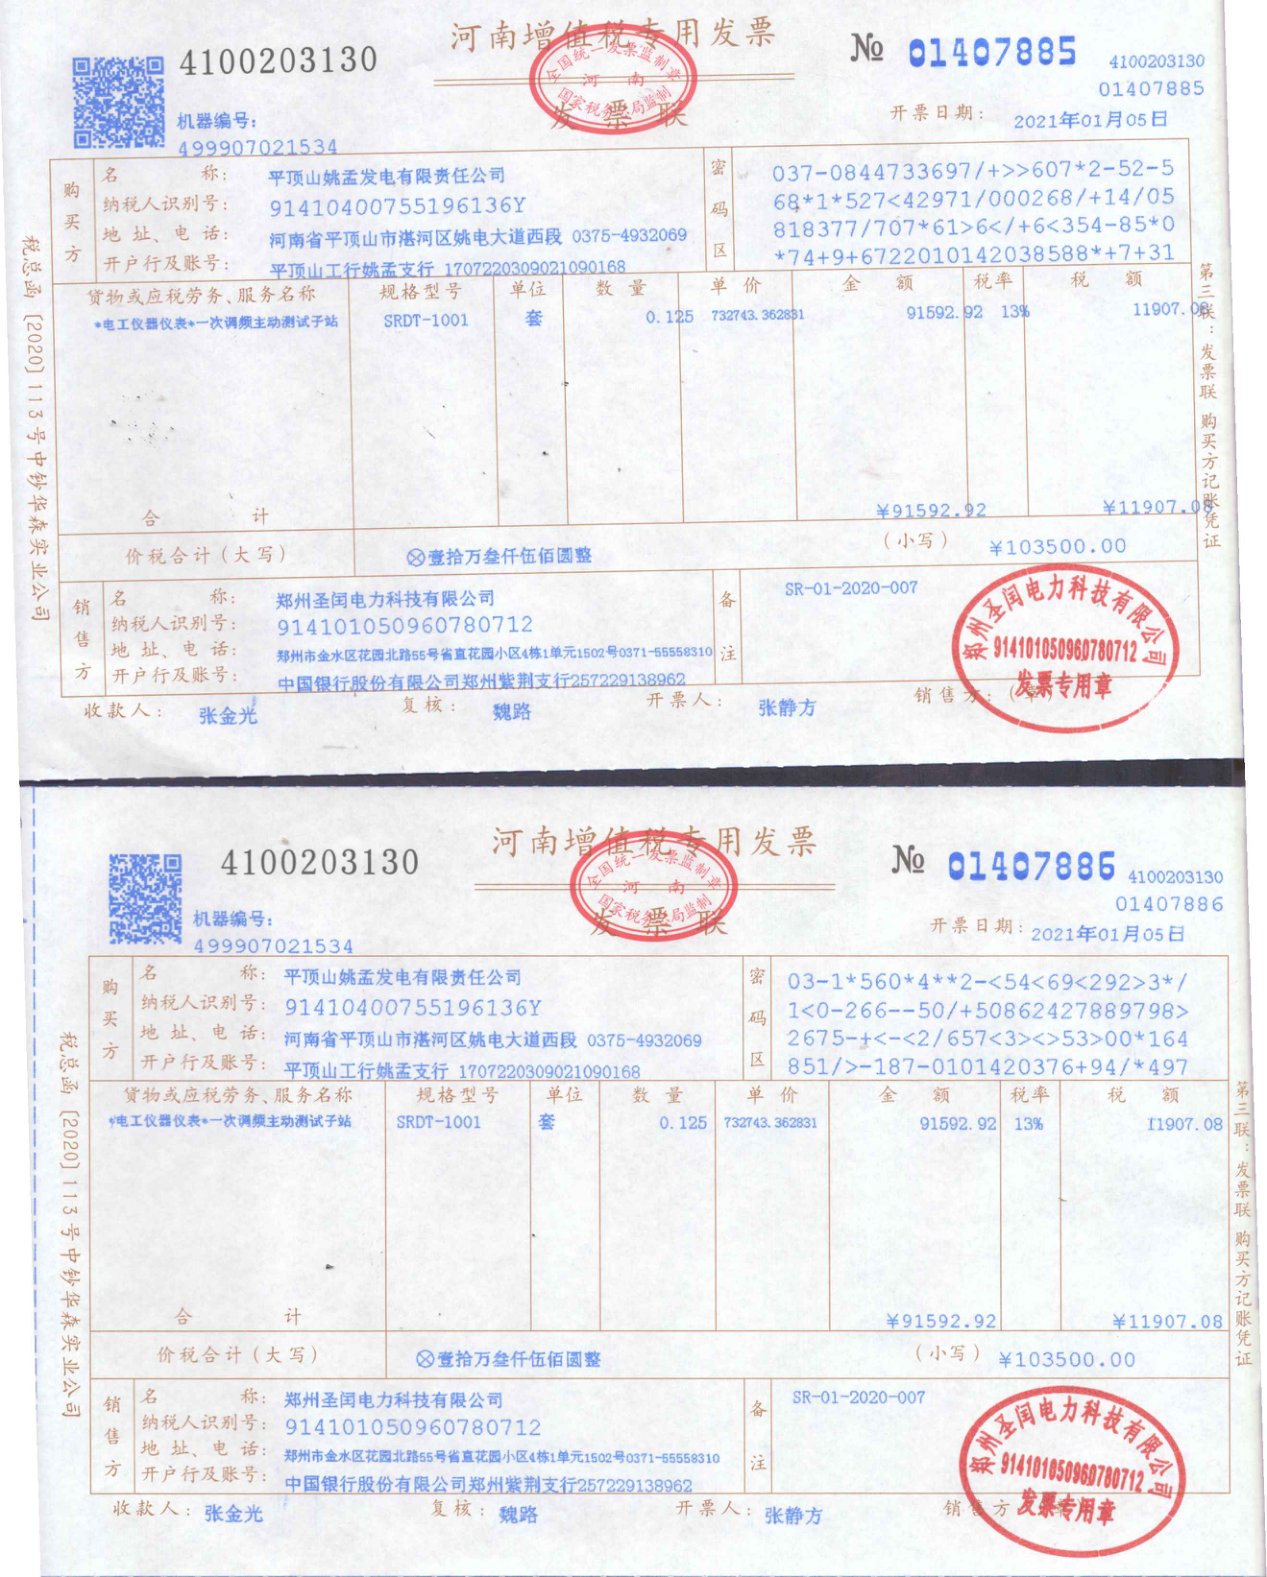 河南增值税专用发票
4100203130
№ 01407885
4100203130
01407885
全国统一发票监制章
河南
国家税务总局监制
发票联
机器编号:
499907021534
开票日期: 2021年01月05日
购买方
名称: 平顶山姚孟发电有限责任公司
纳税人识别号: 91410400755196136Y
地址、电话: 河南省平顶山市湛河区姚电大道西段 0375-4932069
开户行及账号: 平顶山工行姚孟支行 1707220309021090168
密码区
037-0844733697/+>>607*2-52-5
68*1*527<42971/000268/+14/05
818377/707*61>6</+6<354-85*0
*74+9+6722010142038588*+7+31
货物或应税劳务、服务名称 规格型号 单位 数量 单价 金额 税率 税额
*电工仪器仪表*一次调频主动测试子站 SRDT-1001 套 0.125 732743.362831 91592.92 13% 11907.08
合计 ¥91592.92 ¥11907.08
价税合计(大写) ⊗壹拾万叁仟伍佰圆整 (小写) ¥103500.00
销售方
名称: 郑州圣闰电力科技有限公司
纳税人识别号: 914101050960780712
地址、电话: 郑州市金水区花园北路55号省直花园小区4栋1单元1502号0371-55558310
开户行及账号: 中国银行股份有限公司郑州紫荆支行257229138962
备注
SR-01-2020-007
收款人: 张金光 复核: 魏路 开票人: 张静方 销售方:(章)
郑州圣闰电力科技有限公司
914101050960780712
发票专用章
税总函[2020]113号中钞华森实业公司
第三联:发票联 购买方记账凭证
河南增值税专用发票
4100203130
№ 01407886
4100203130
01407886
全国统一发票监制章
河南
国家税务总局监制
发票联
机器编号:
499907021534
开票日期: 2021年01月05日
购买方
名称: 平顶山姚孟发电有限责任公司
纳税人识别号: 91410400755196136Y
地址、电话: 河南省平顶山市湛河区姚电大道西段 0375-4932069
开户行及账号: 平顶山工行姚孟支行 1707220309021090168
密码区
03-1*560*4**2-<54<69<292>3*/
1<0-266--50/+50862427889798>
2675-+<-<2/657<3><>53>00*164
851/>-187-0101420376+94/*497
货物或应税劳务、服务名称 规格型号 单位 数量 单价 金额 税率 税额
*电工仪器仪表*一次调频主动测试子站 SRDT-1001 套 0.125 732743.362831 91592.92 13% 11907.08
合计 ¥91592.92 ¥11907.08
价税合计(大写) ⊗壹拾万叁仟伍佰圆整 (小写) ¥103500.00
销售方
名称: 郑州圣闰电力科技有限公司
纳税人识别号: 914101050960780712
地址、电话: 郑州市金水区花园北路55号省直花园小区4栋1单元1502号0371-55558310
开户行及账号: 中国银行股份有限公司郑州紫荆支行257229138962
备注
SR-01-2020-007
收款人: 张金光 复核: 魏路 开票人: 张静方 销售方
郑州圣闰电力科技有限公司
914101050960780712
发票专用章
税总函[2020]113号中钞华森实业公司
第三联:发票联 购买方记账凭证